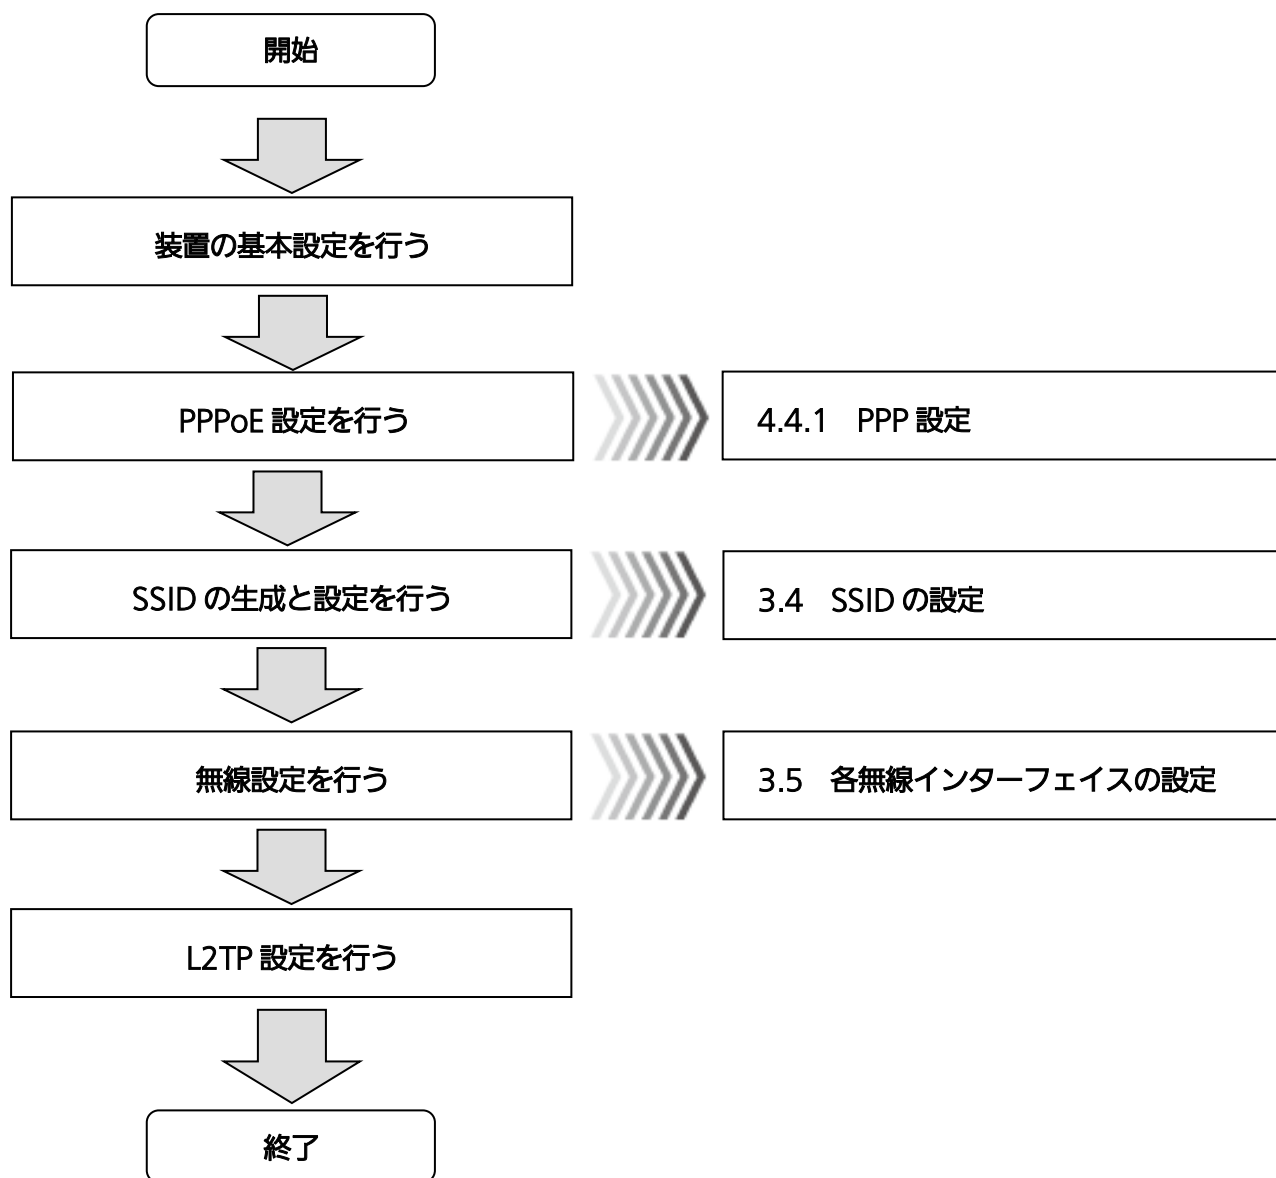 開始
装置の基本設定を行う
PPPoE 設定を行う
4.4.1　PPP 設定
SSID の生成と設定を行う
3.4　SSID の設定
無線設定を行う
3.5　各無線インターフェイスの設定
L2TP 設定を行う
終了